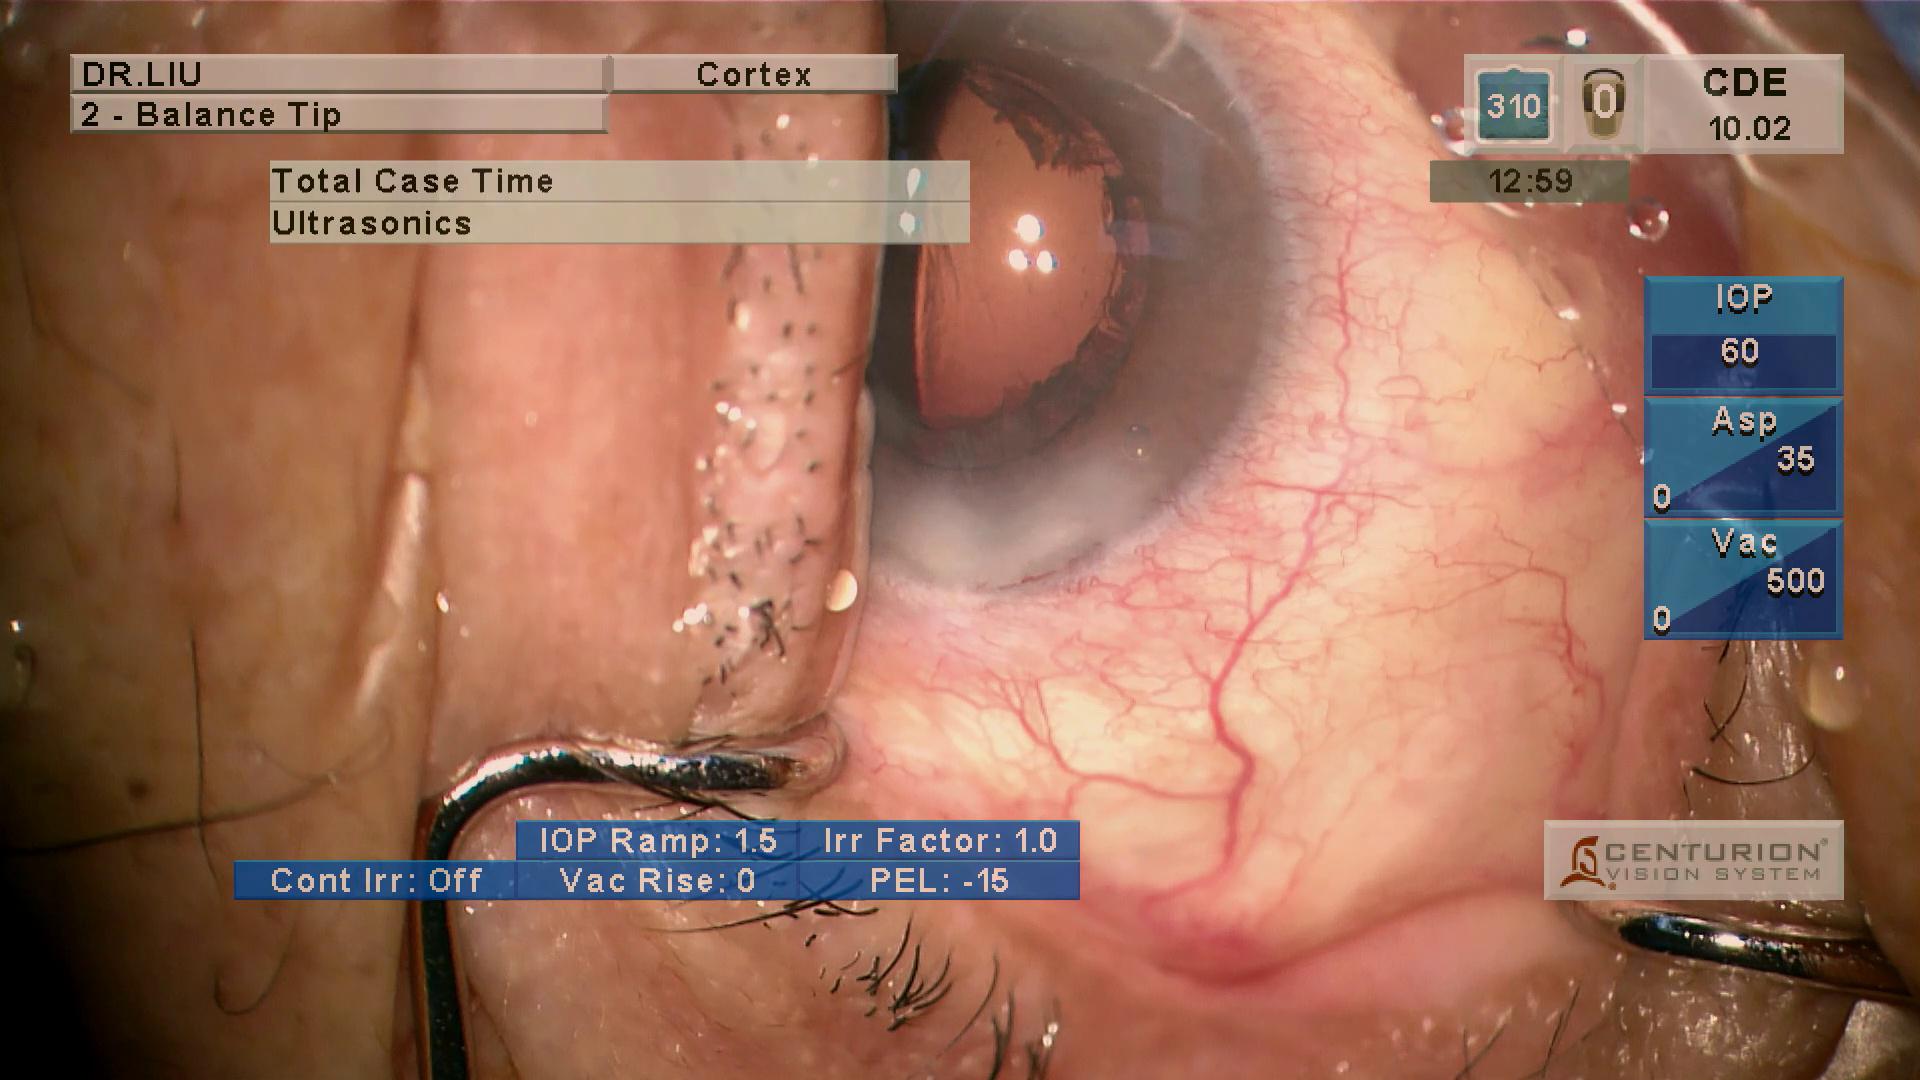 DR.LIU
Cortex
2 - Balance Tip
Total Case Time
Ultrasonics
310
0
CDE
10.02
12:59
IOP
60
Asp
35
0
Vac
500
0
IOP Ramp: 1.5
Irr Factor: 1.0
Cont Irr: Off
Vac Rise: 0
PEL: -15
CENTURION
VISION SYSTEM